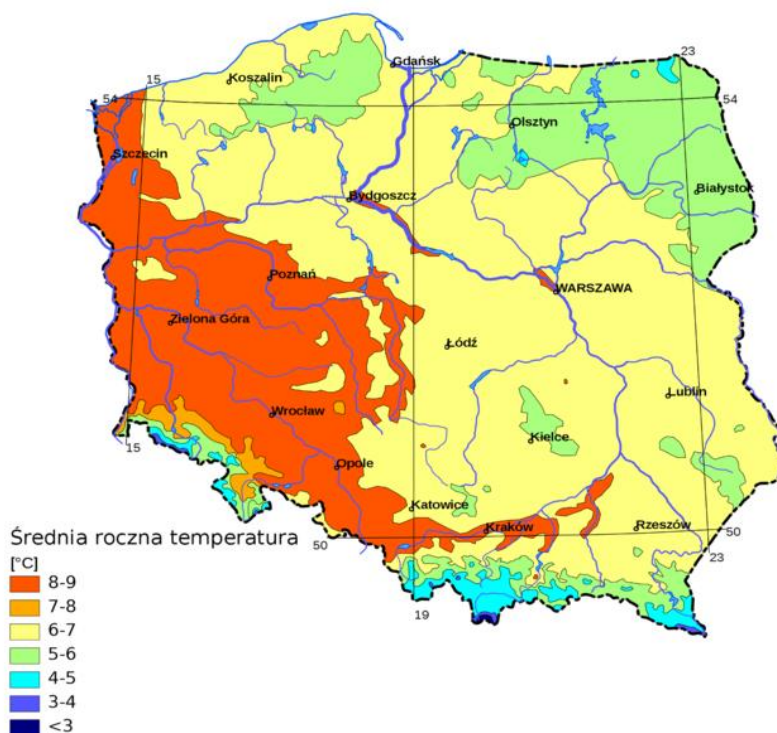 23
Gdańsk
15
Koszalin
54
54
Olsztyn
Szczecin
Białystok
Bydgoszcz
Poznań
WARSZAWA
Zielona Góra
Łódź
Lublin
Wrocław
Kielce
15
Opole
Katowice
Kraków
Rzeszów
50
50
23
19
Średnia roczna temperatura
[°C]
8-9
7-8
6-7
5-6
4-5
3-4
<3